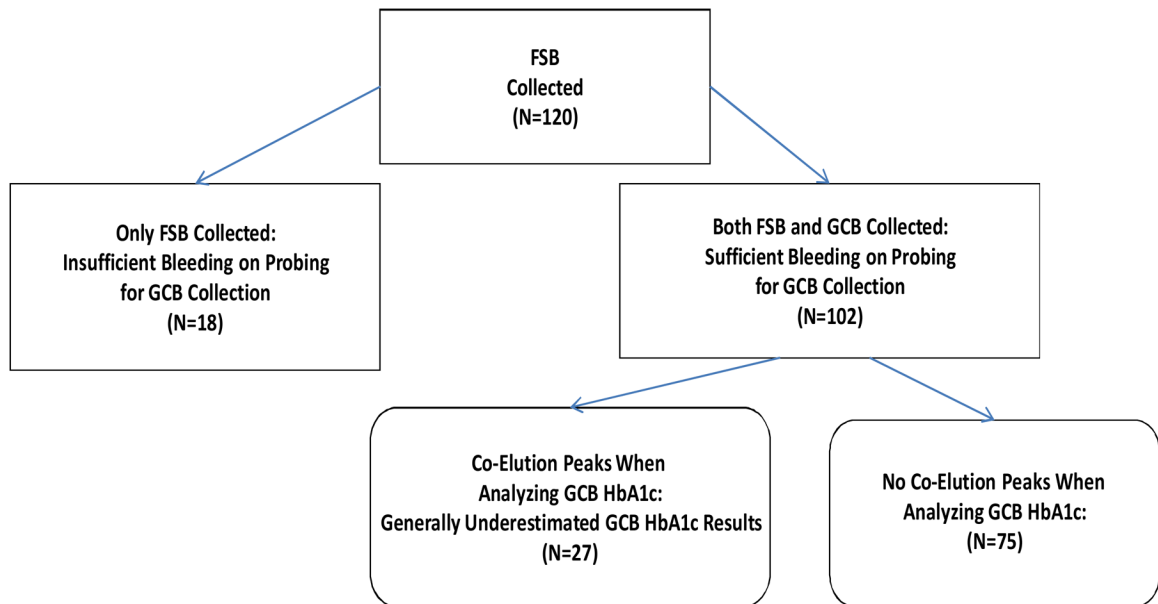 FSB
Collected
(N=120)
Only FSB Collected:
Insufficient Bleeding on Probing
for GCB Collection
(N=18)
Both FSB and GCB Collected:
Sufficient Bleeding on Probing
for GCB Collection
(N=102)
Co-Elution Peaks When
Analyzing GCB HbA1c:
Generally Underestimated GCB HbA1c Results
(N=27)
No Co-Elution Peaks When
Analyzing GCB HbA1c:
(N=75)